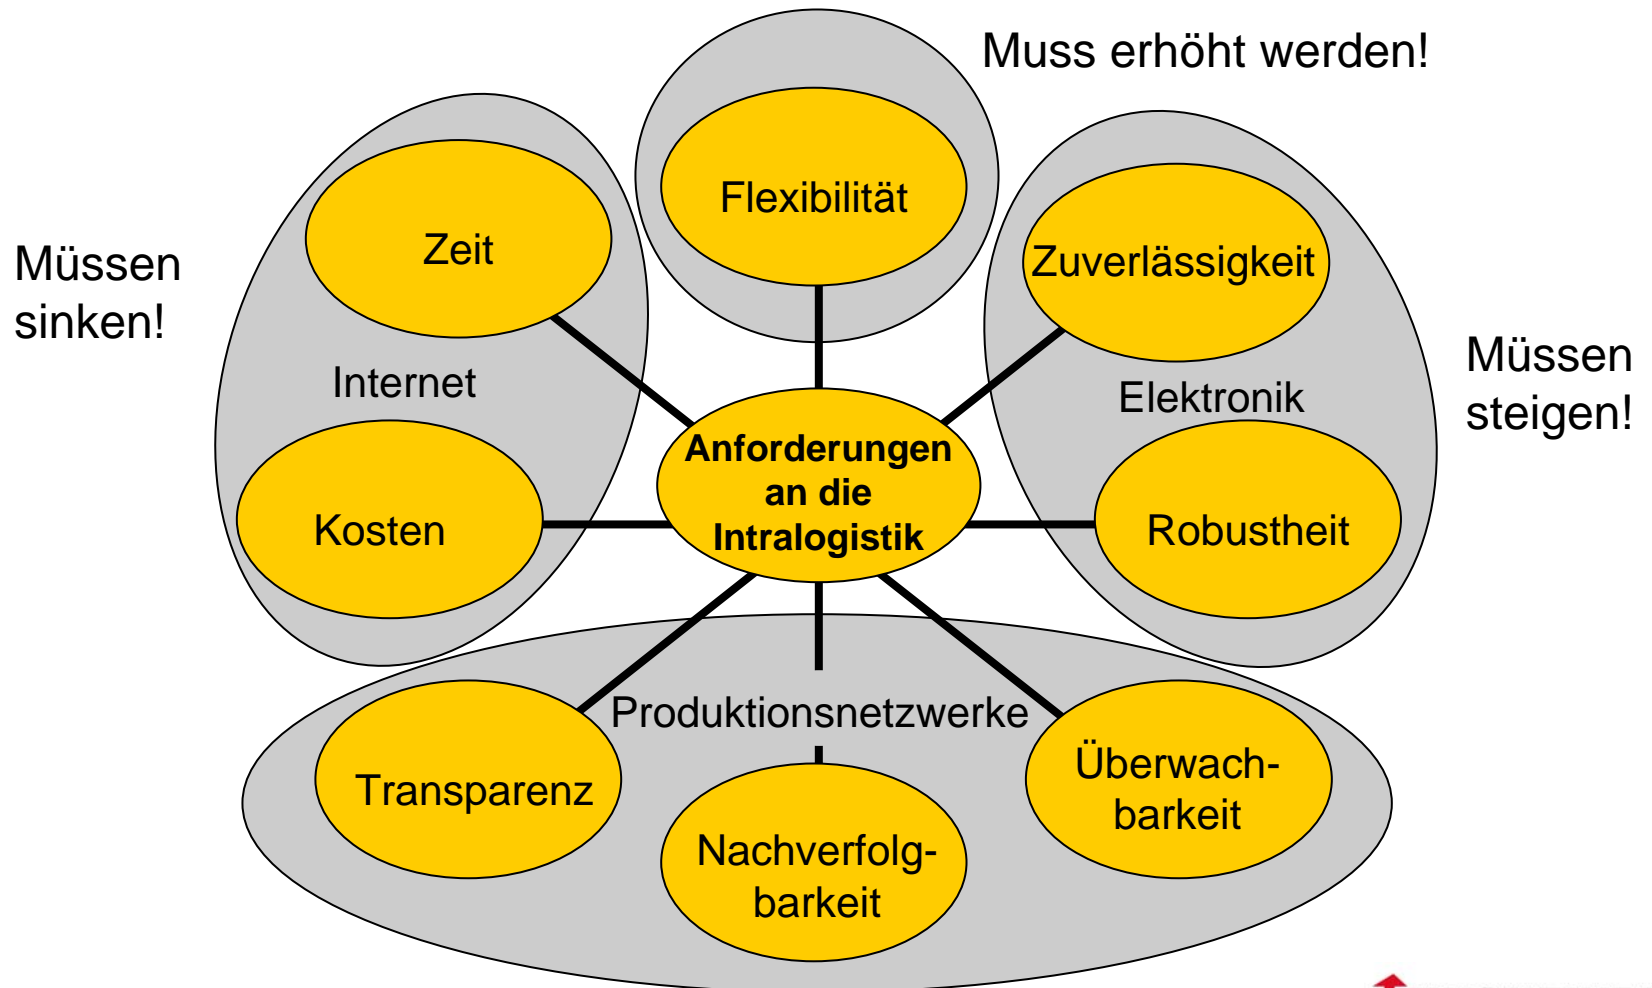 Muss erhöht werden!
Flexibilität
Zeit
Zuverlässigkeit
Müssen
sinken!
Internet
Elektronik
Müssen
steigen!
Anforderungen
an die
Intralogistik
Kosten
Robustheit
Produktionsnetzwerke
Transparenz
Nachverfolg-
barkeit
Überwach-
barkeit